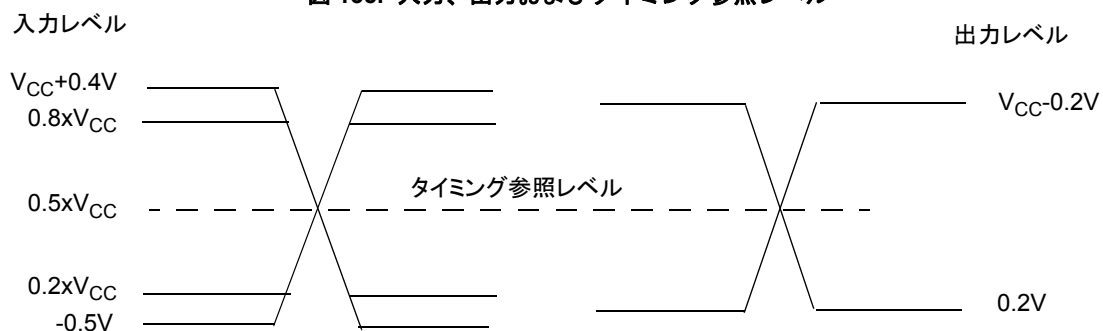 入力レベル
出力レベル
VCC+0.4V
0.8xVCC
VCC-0.2V
タイミング参照レベル
0.5xVCC
0.2xVCC
0.2V
-0.5V